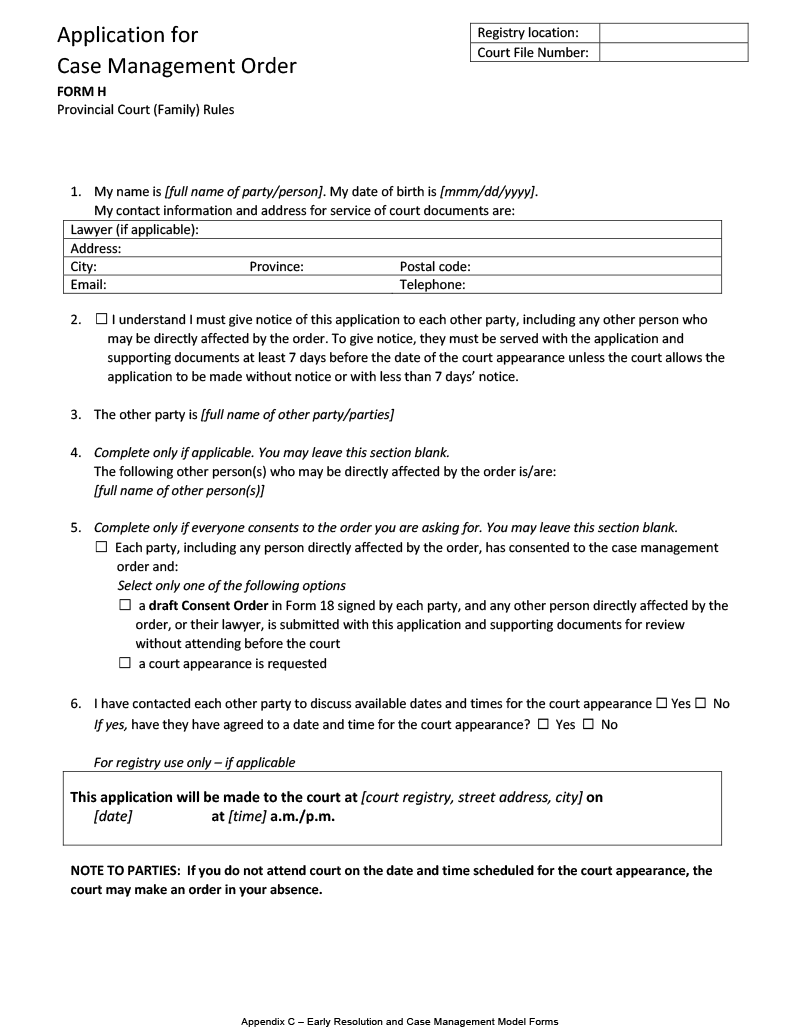 Application for
Case Management Order
FORM H
Provincial Court (Family) Rules
Registry location:
Court File Number:
1. My name is [full name of party/person]. My date of birth is [mmm/dd/yyyy].
My contact information and address for service of court documents are:
Lawyer (if applicable):
Address:
City: Province: Postal code:
Email: Telephone:
2. ☐ I understand I must give notice of this application to each other party, including any other person who
may be directly affected by the order. To give notice, they must be served with the application and
supporting documents at least 7 days before the date of the court appearance unless the court allows the
application to be made without notice or with less than 7 days’ notice.
3. The other party is [full name of other party/parties]
4. Complete only if applicable. You may leave this section blank.
The following other person(s) who may be directly affected by the order is/are:
[full name of other person(s)]
5. Complete only if everyone consents to the order you are asking for. You may leave this section blank.
☐ Each party, including any person directly affected by the order, has consented to the case management
order and:
Select only one of the following options
☐ a draft Consent Order in Form 18 signed by each party, and any other person directly affected by the
order, or their lawyer, is submitted with this application and supporting documents for review
without attending before the court
☐ a court appearance is requested
6. I have contacted each other party to discuss available dates and times for the court appearance ☐ Yes ☐ No
If yes, have they have agreed to a date and time for the court appearance? ☐ Yes ☐ No
For registry use only – if applicable
This application will be made to the court at [court registry, street address, city] on
[date] at [time] a.m./p.m.
NOTE TO PARTIES: If you do not attend court on the date and time scheduled for the court appearance, the
court may make an order in your absence.
Appendix C – Early Resolution and Case Management Model Forms